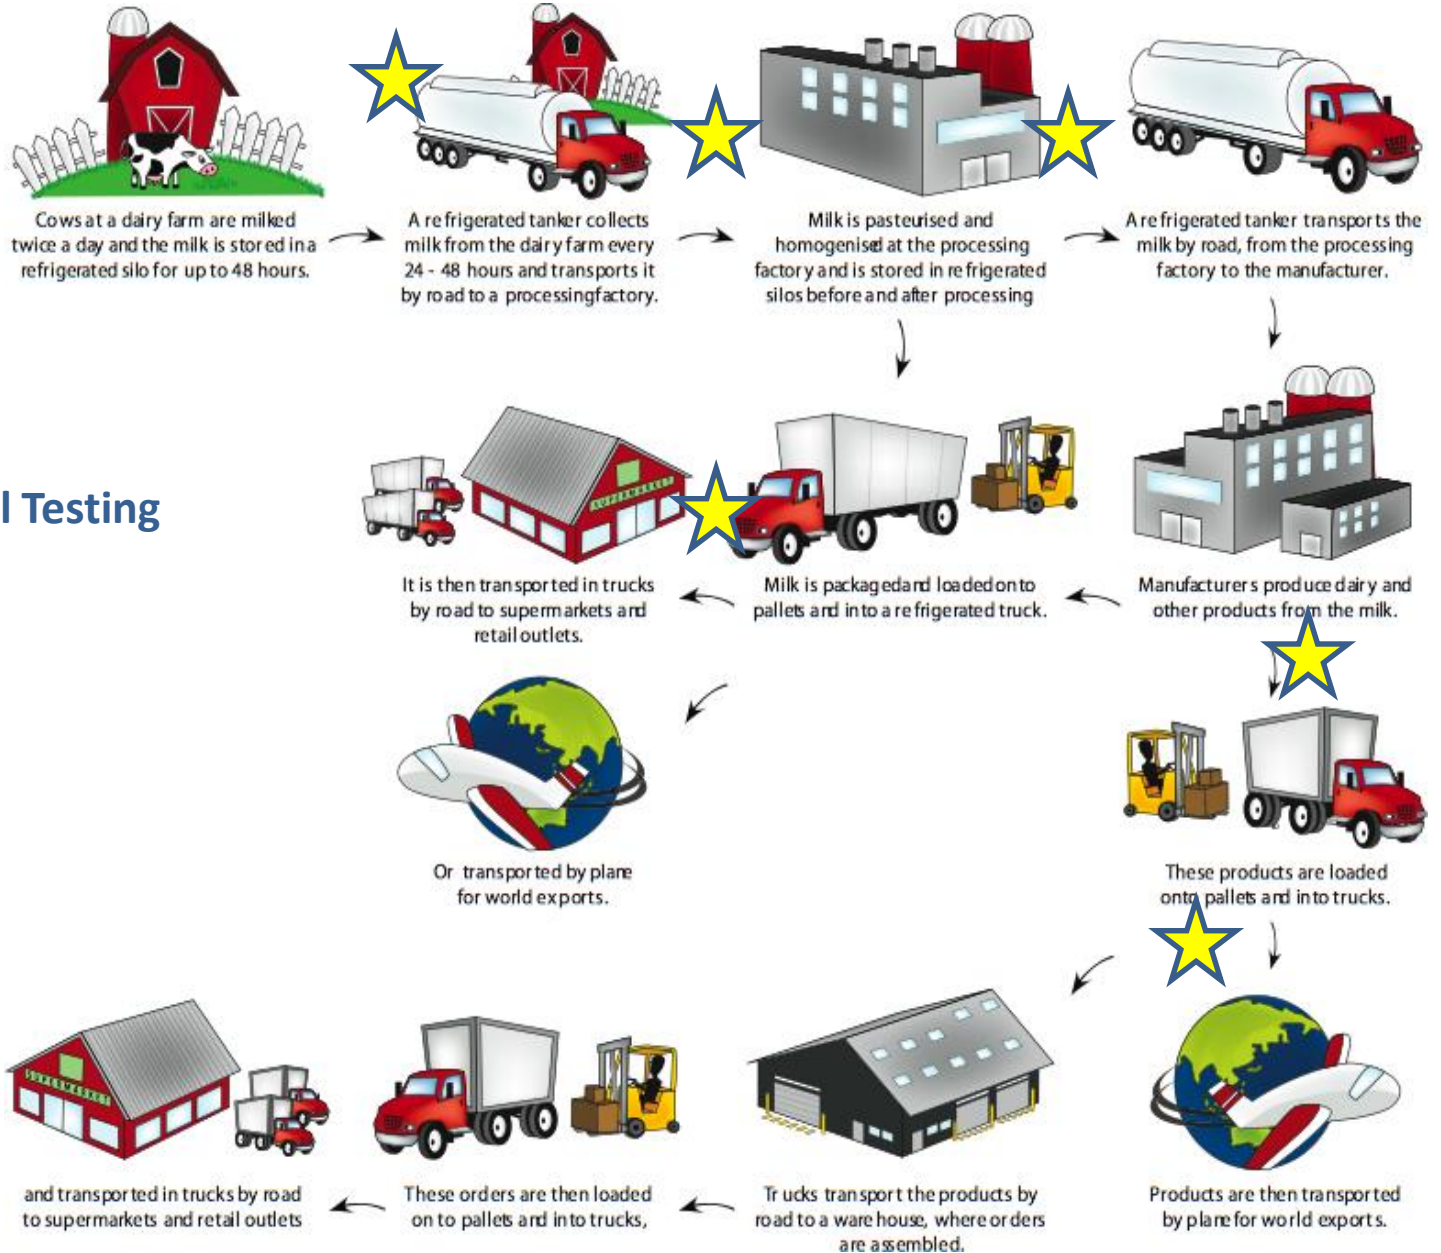 Cows at a dairy farm are milked
twice a day and the milk is stored in a
refrigerated silo for up to 48 hours.
A refrigerated tanker collects
milk from the dairy farm every
24 - 48 hours and transports it
by road to a processing factory.
Milk is pasteurised and
homogenised at the processing
factory and is stored in refrigerated
silos before and after processing
A refrigerated tanker transports the
milk by road, from the processing
factory to the manufacturer.
l Testing
SUPERMARKET
It is then transported in trucks
by road to supermarkets and
retail outlets.
Milk is packaged and loaded onto
pallets and into a refrigerated truck.
Manufacturers produce dairy and
other products from the milk.
Or transported by plane
for world exports.
These products are loaded
onto pallets and into trucks.
SUPERMARKET
and transported in trucks by road
to supermarkets and retail outlets
These orders are then loaded
on to pallets and into trucks,
Trucks transport the products by
road to a ware house, where orders
are assembled.
Products are then transported
by plane for world exports.